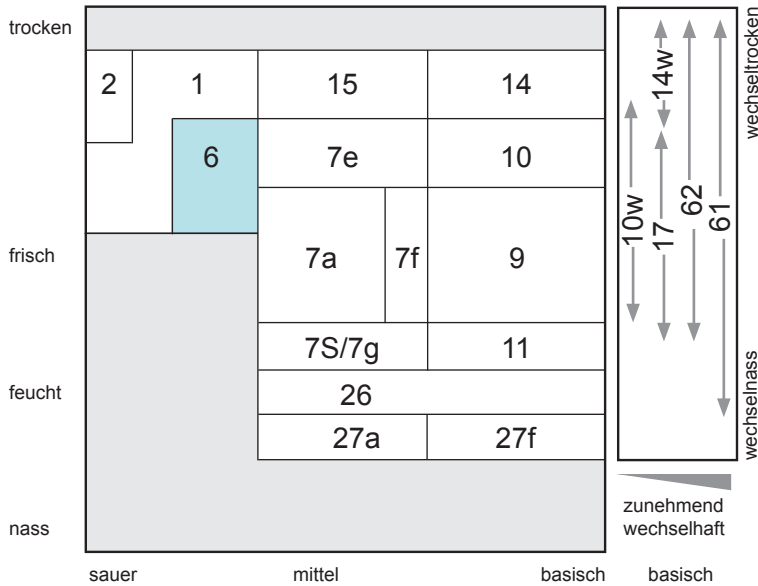 trocken
2 1 15 14
6 7e 10
frisch
7a 7f 9
7S/7g 11
feucht
26
27a 27f
nass
sauer mittel basisch
wechseltrocken
14w
10w 17 62 61
wechselnass
zunehmend
wechselhaft
basisch